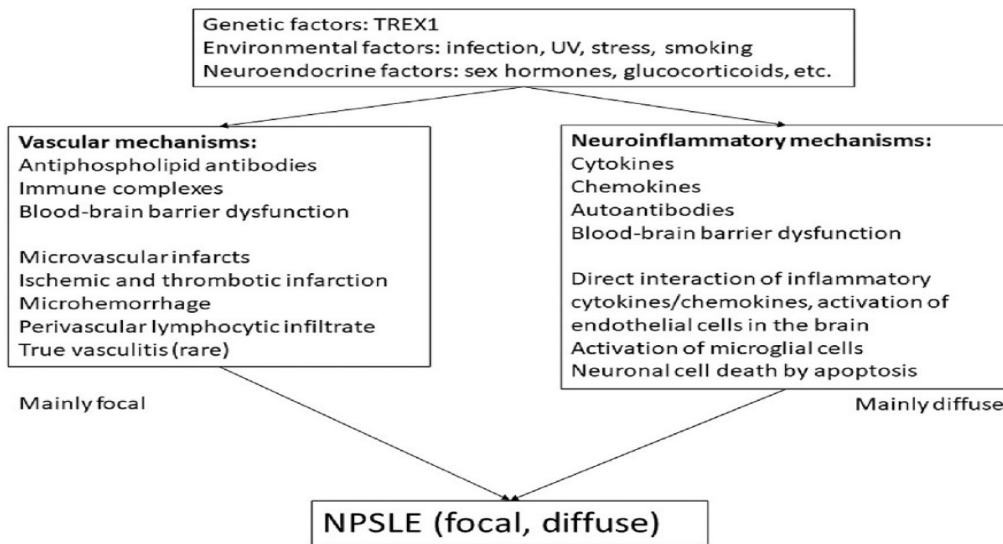 Genetic factors: TREX1
Environmental factors: infection, UV, stress, smoking
Neuroendocrine factors: sex hormones, glucocorticoids, etc.
Vascular mechanisms:
Antiphospholipid antibodies
Immune complexes
Blood-brain barrier dysfunction
Microvascular infarcts
Ischemic and thrombotic infarction
Microhemorrhage
Perivascular lymphocytic infiltrate
True vasculitis (rare)
Mainly focal
Neuroinflammatory mechanisms:
Cytokines
Chemokines
Autoantibodies
Blood-brain barrier dysfunction
Direct interaction of inflammatory
cytokines/chemokines, activation of
endothelial cells in the brain
Activation of microglial cells
Neuronal cell death by apoptosis
Mainly diffuse
NPSLE (focal, diffuse)